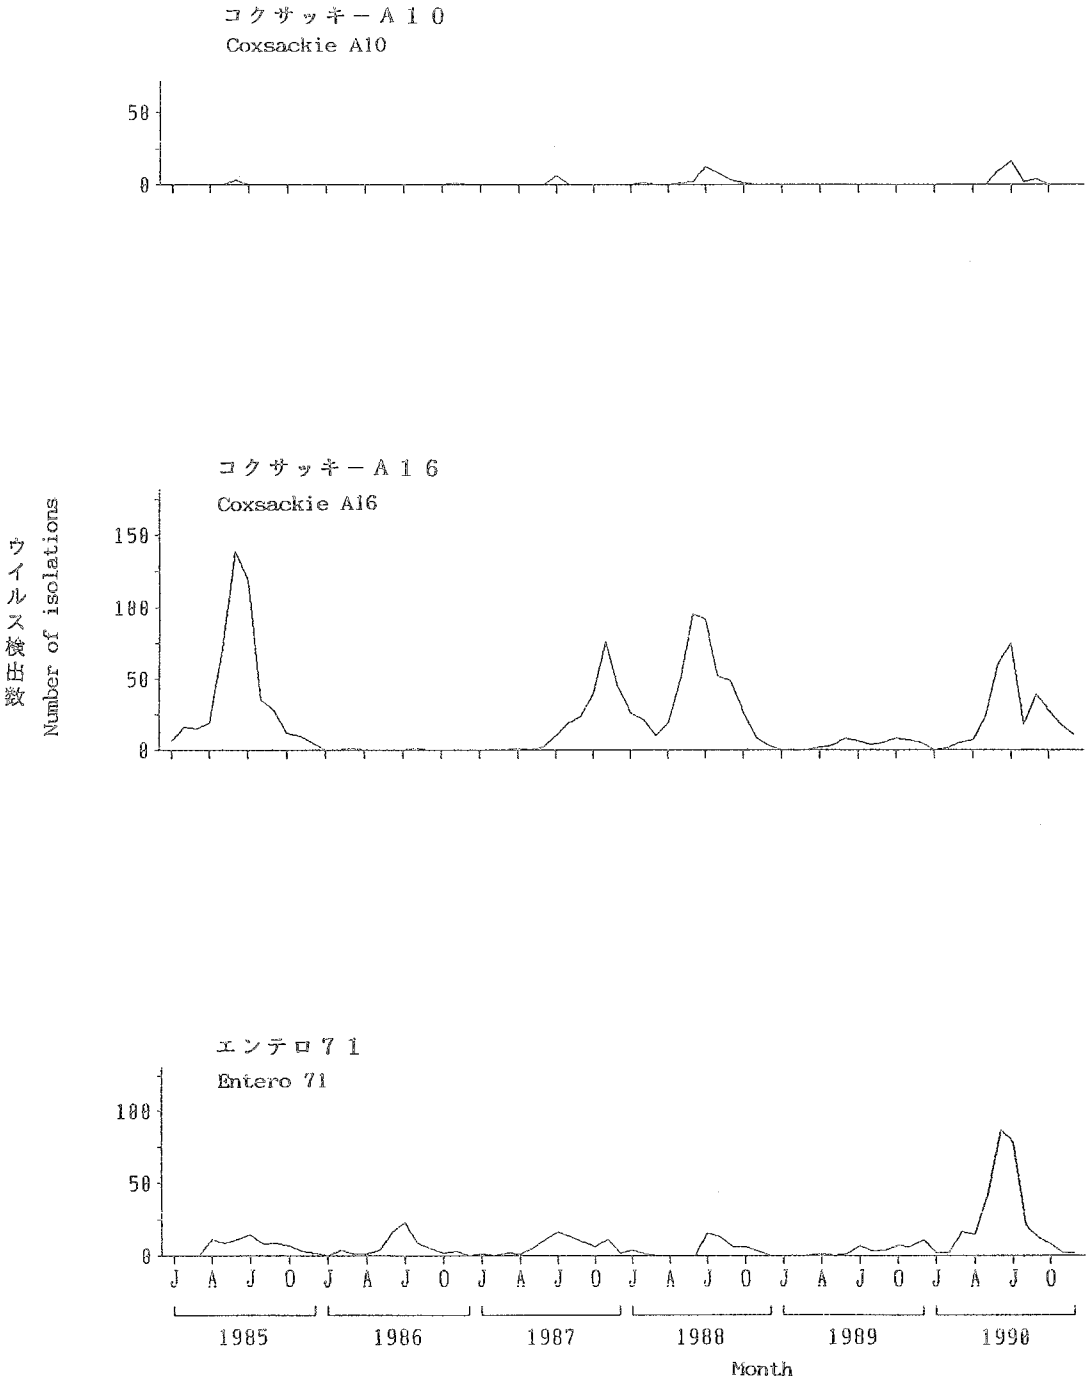 コクサッキーA10
Coxsackie A10
50
0
コクサッキーA16
Coxsackie A16
ウイルス検出数
Number of isolations
150
100
50
0
エンテロ71
Entero 71
100
50
0
J A J O J A J O J A J O J A J O J A J O J A J O
1985 1986 1987 1988 1989 1990
Month